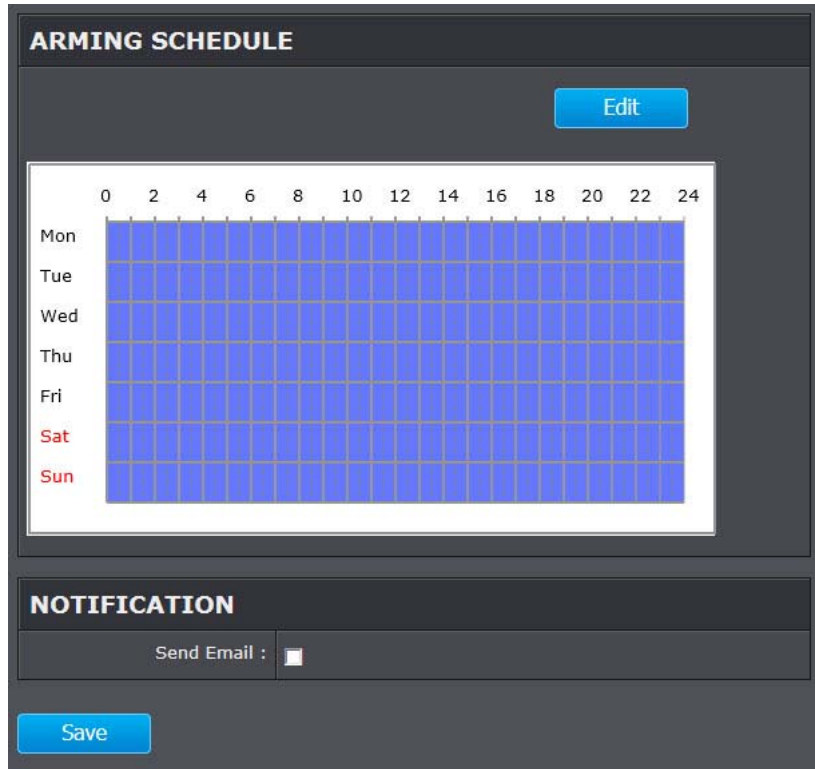 ARMING SCHEDULE
Edit
0 2 4 6 8 10 12 14 16 18 20 22 24
Mon
Tue
Wed
Thu
Fri
Sat
Sun
NOTIFICATION
Send Email :
Save